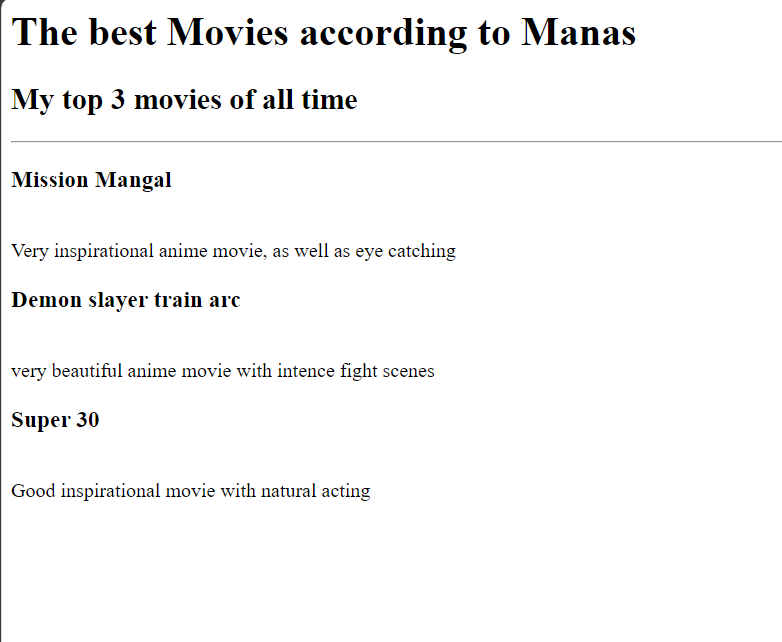 The best Movies according to Manas
My top 3 movies of all time
Mission Mangal
Very inspirational anime movie, as well as eye catching
Demon slayer train arc
very beautiful anime movie with intence fight scenes
Super 30
Good inspirational movie with natural acting